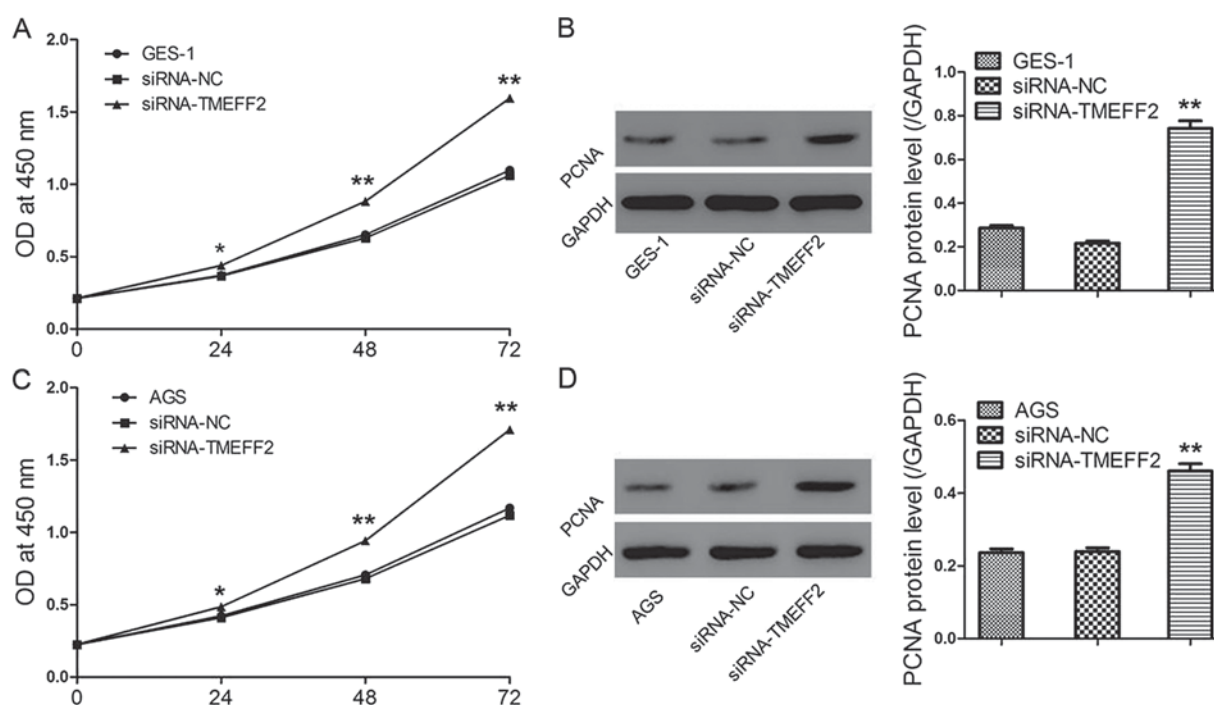 A
GES-1
siRNA-NC
siRNA-TMEFF2
OD at 450 nm
2.0
1.5
1.0
0.5
0.0
0
24
48
72
*
**
**
B
PCNA
GAPDH
GES-1
siRNA-NC
siRNA-TMEFF2
PCNA protein level (/GAPDH)
1.0
0.8
0.6
0.4
0.2
0.0
GES-1
siRNA-NC
siRNA-TMEFF2
**
C
AGS
siRNA-NC
siRNA-TMEFF2
OD at 450 nm
2.0
1.5
1.0
0.5
0.0
0
24
48
72
*
**
**
D
PCNA
GAPDH
AGS
siRNA-NC
siRNA-TMEFF2
PCNA protein level (/GAPDH)
0.6
0.4
0.2
0.0
AGS
siRNA-NC
siRNA-TMEFF2
**